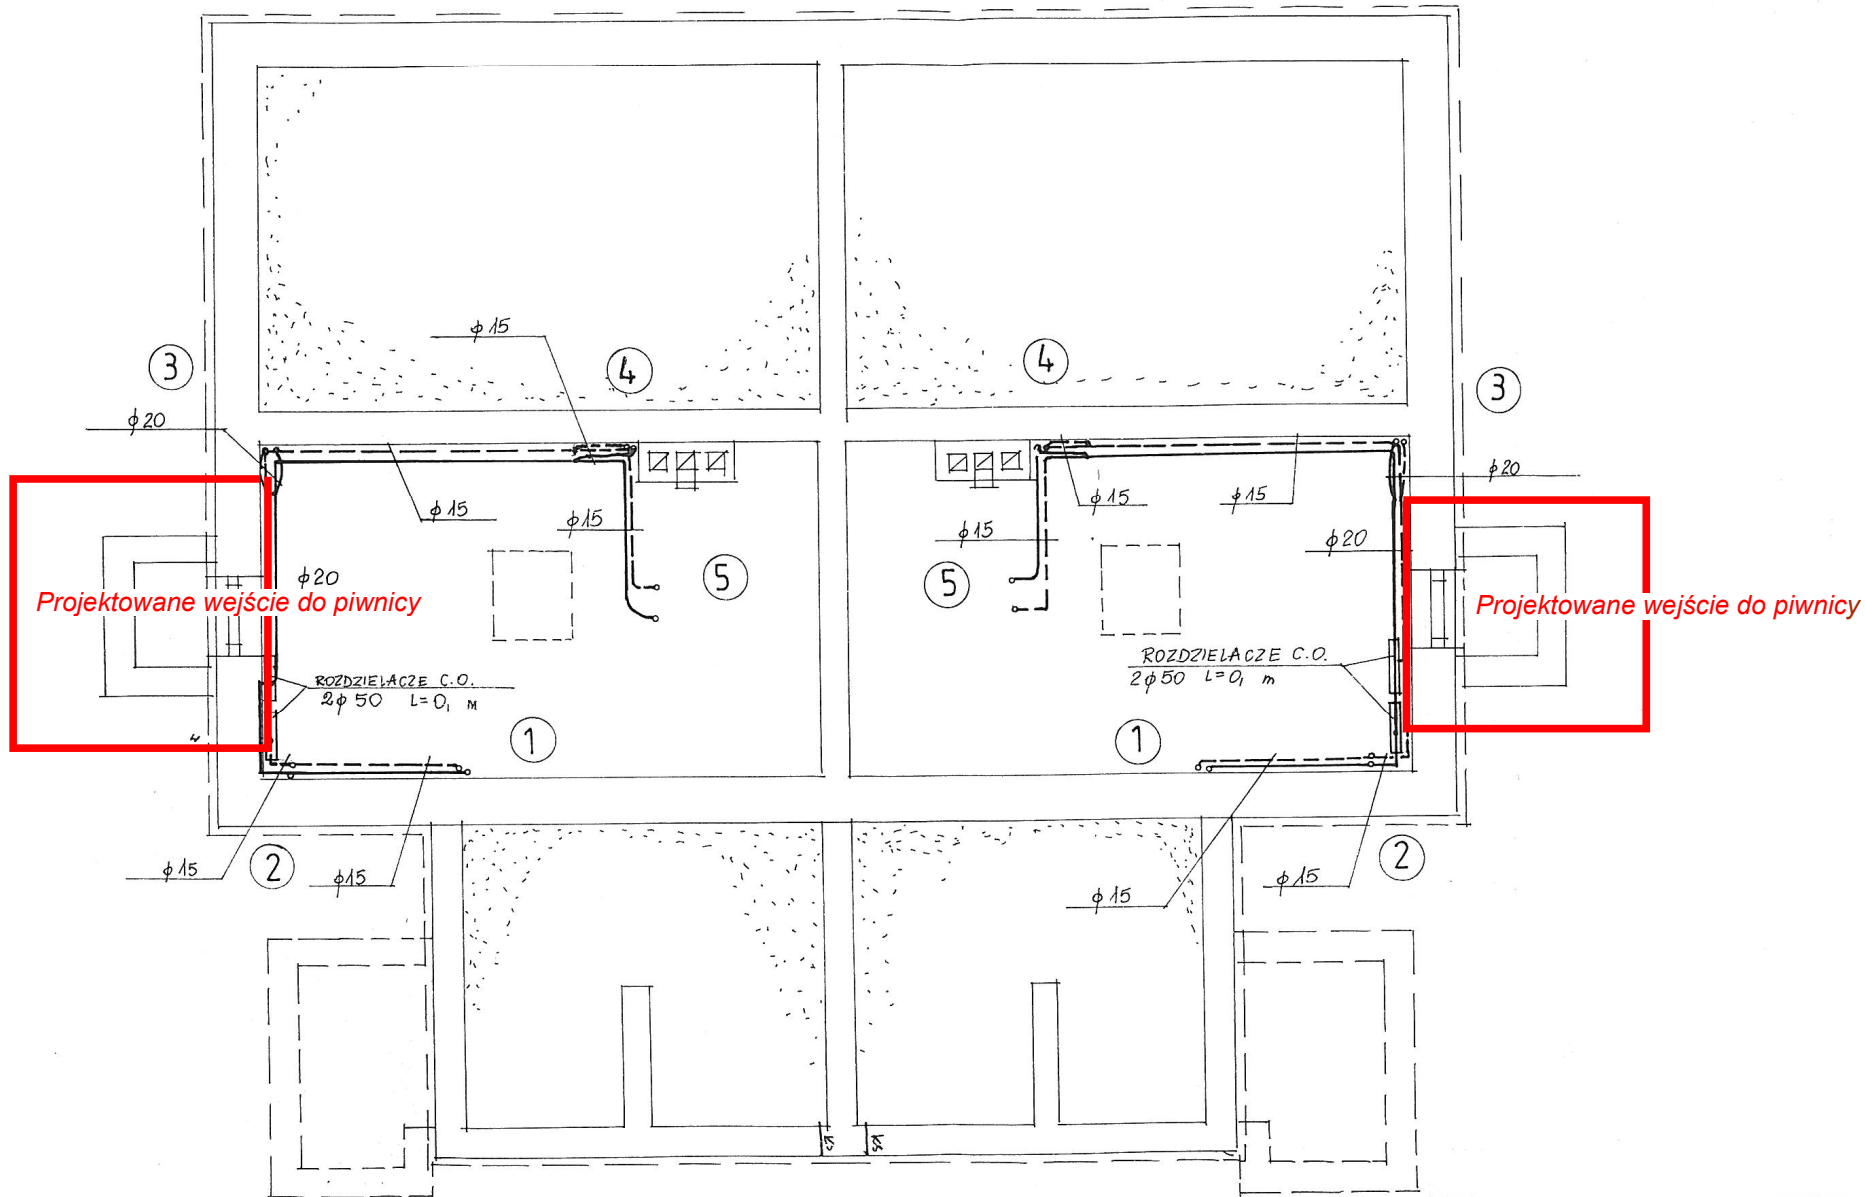 φ15
4
4
3
3
φ20
φ20
φ15
φ15
φ15
φ15
φ15
φ20
5
5
φ20
Projektowane wejście do piwnicy
Projektowane wejście do piwnicy
ROZDZIELACZE C.O.
2φ50 L=0, m
ROZDZIELACZE C.O.
2φ50 L=0, m
1
1
2
2
φ15
φ15
φ15
φ15